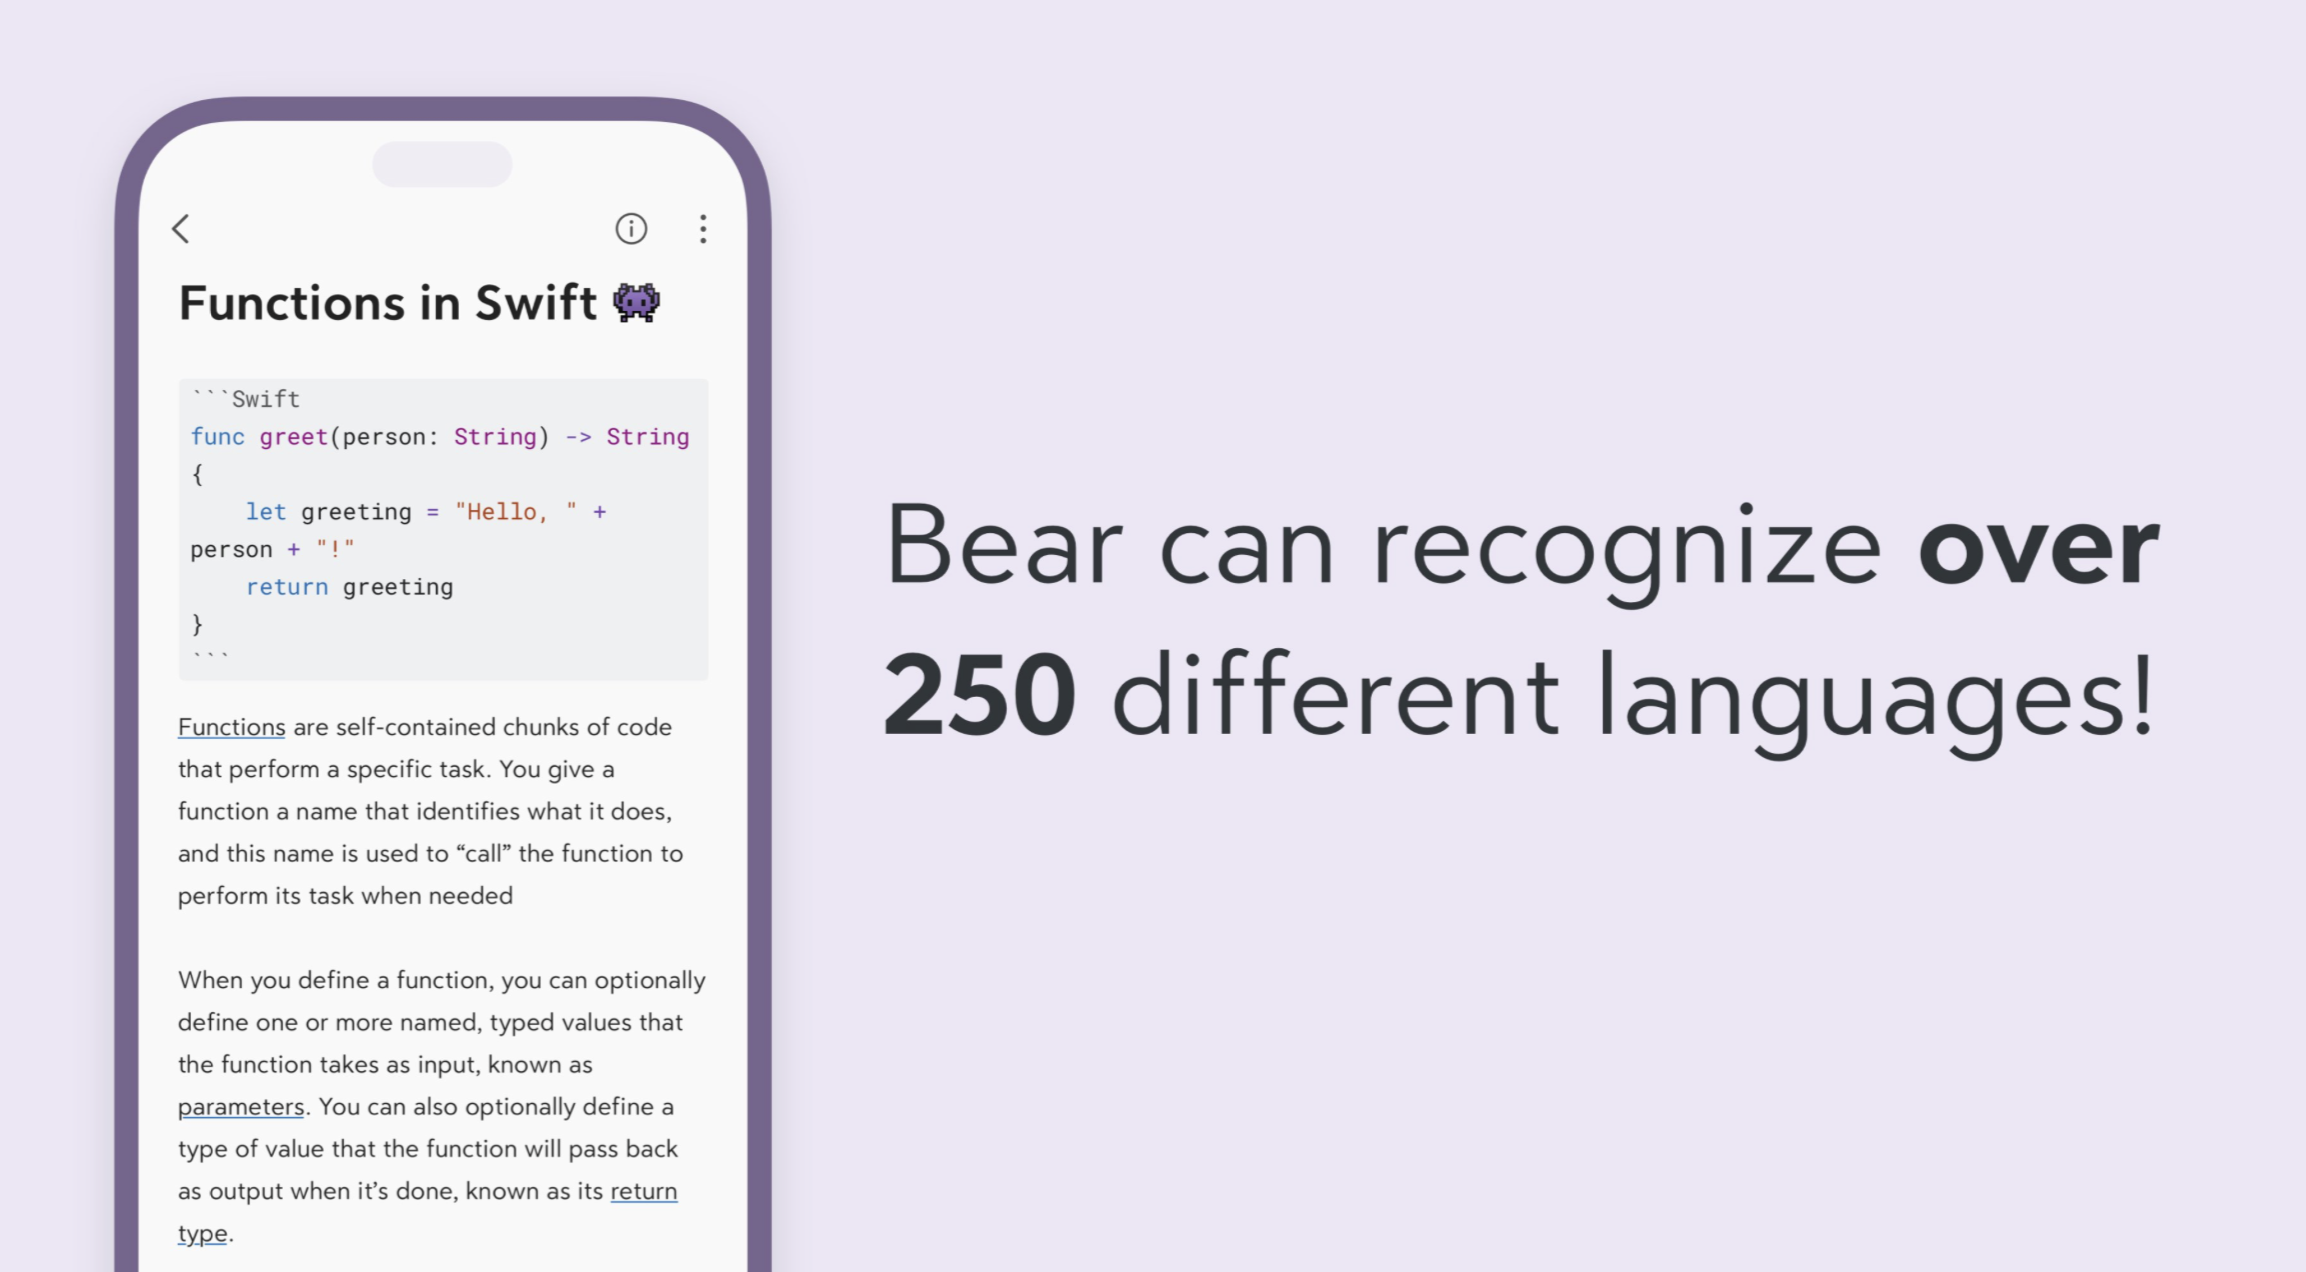 Functions in Swift 👾
```Swift
func greet(person: String) -> String
{
    let greeting = "Hello, " +
person + "!"
    return greeting
}
```
Functions are self-contained chunks of code
that perform a specific task. You give a
function a name that identifies what it does,
and this name is used to “call” the function to
perform its task when needed
When you define a function, you can optionally
define one or more named, typed values that
the function takes as input, known as
parameters. You can also optionally define a
type of value that the function will pass back
as output when it’s done, known as its return
type.
Bear can recognize over
250 different languages!